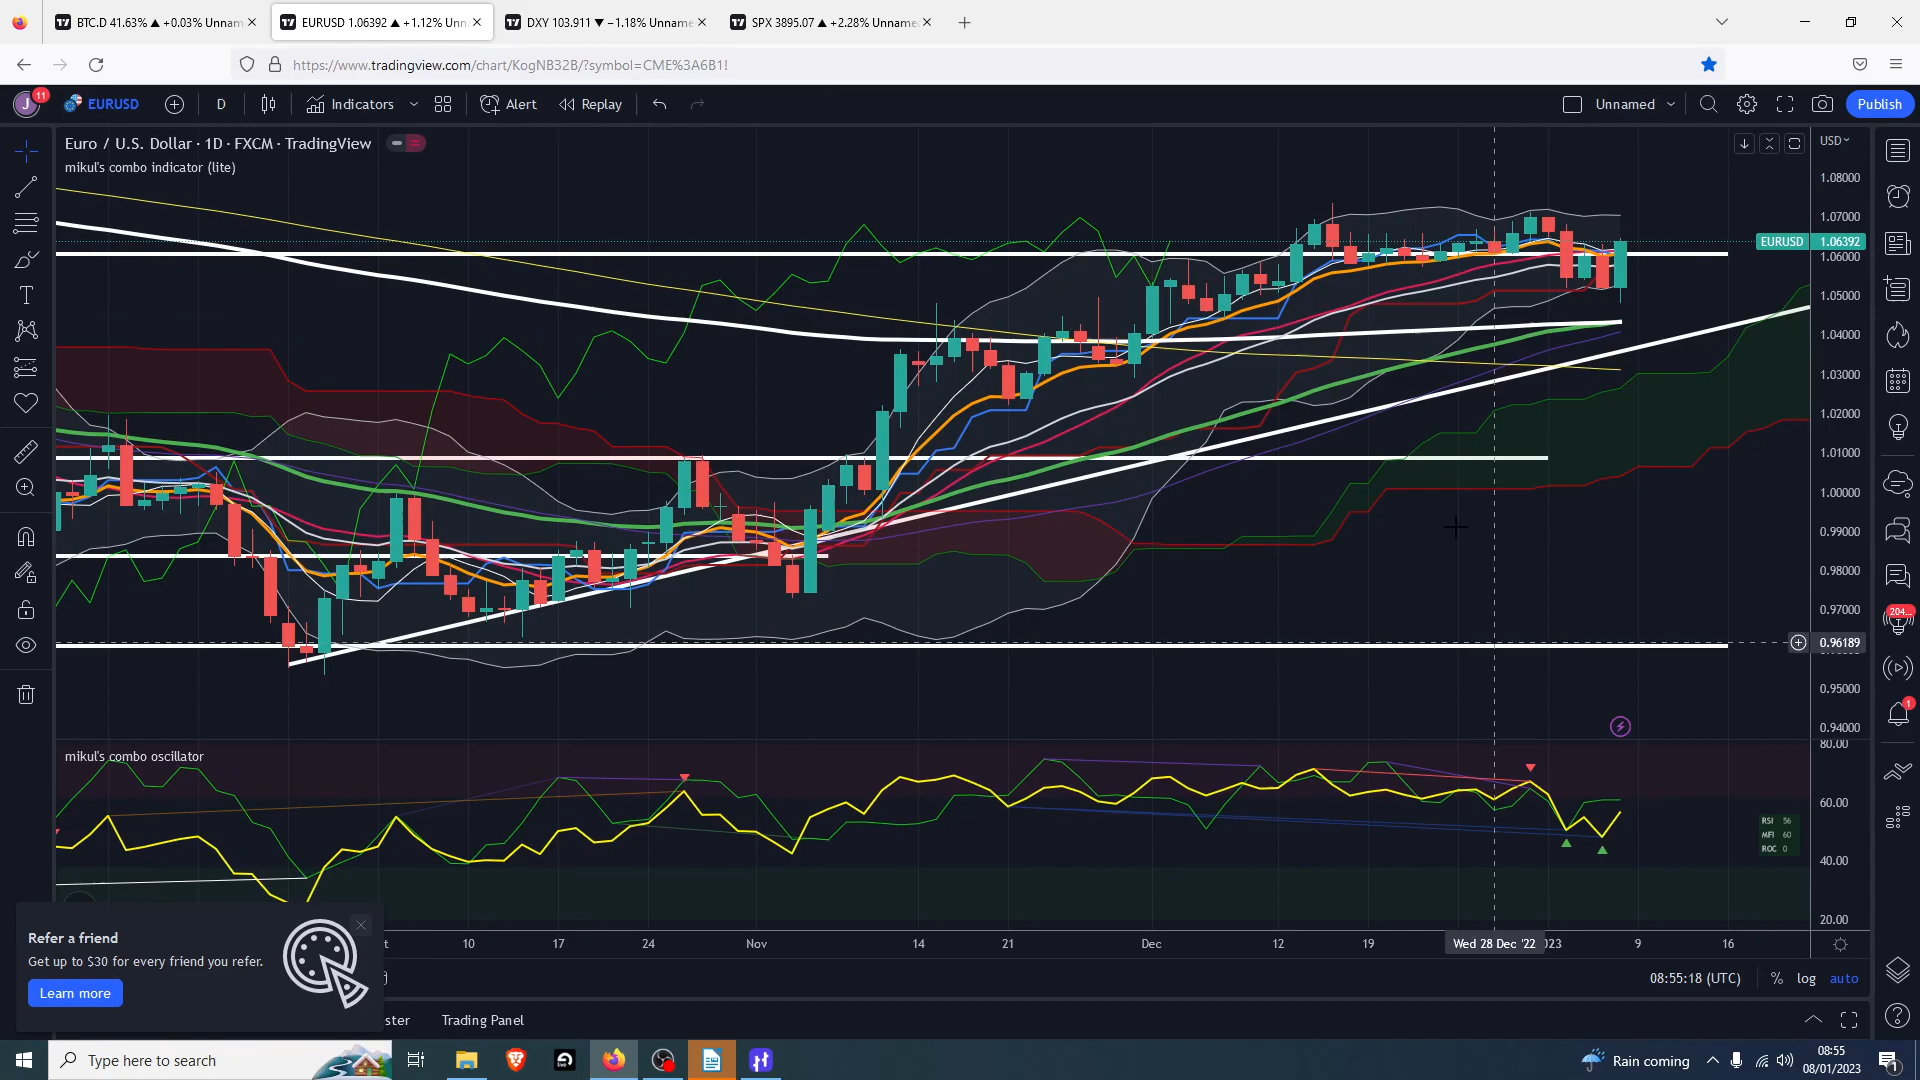 BTC.D 41.63% ▲ +0.03% Unnam
EURUSD 1.06392 ▲ +1.12% Unn
DXY 103.911 ▼ −1.18% Unname
SPX 3895.07 ▲ +2.28% Unname
https://www.tradingview.com/chart/KogNB32B/?symbol=CME%3A6B1!
J
11
EURUSD
D
Indicators
Alert
Replay
Unnamed
Publish
Euro / U.S. Dollar · 1D · FXCM · TradingView
mikul's combo indicator (lite)
USD
1.08000
1.07000
EURUSD 1.06392
1.06000
1.05000
1.04000
1.03000
1.02000
1.01000
1.00000
0.99000
0.98000
0.97000
0.96189
0.95000
0.94000
204...
1
mikul's combo oscillator
80.00
60.00
40.00
20.00
RSI 56
MFI 60
ROC 0
10
17
24
Nov
14
21
Dec
12
19
Wed 28 Dec '22
023
9
16
Refer a friend
Get up to $30 for every friend you refer.
Learn more
08:55:18 (UTC)
%
log
auto
ster
Trading Panel
Type here to search
Rain coming
08:55
08/01/2023
1